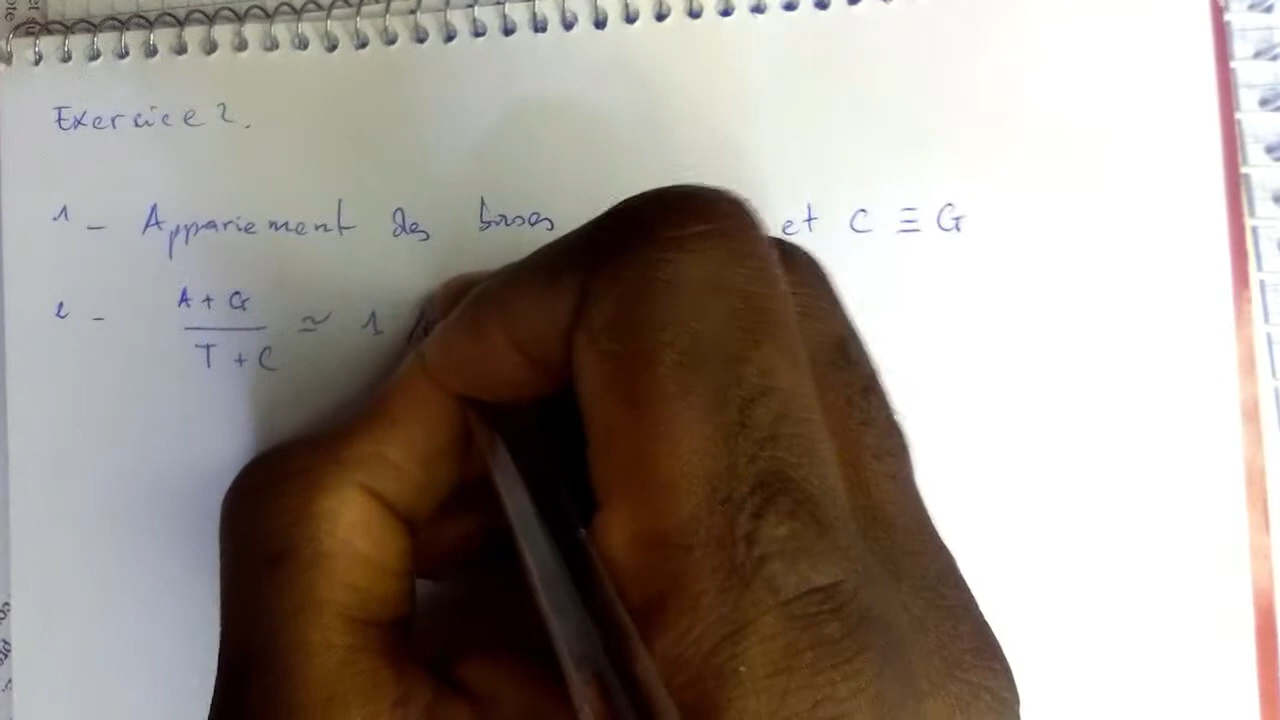 Exercice 2.
1 - Appariement des bases et C ≡ G
2 - A + G / T + C ≃ 1